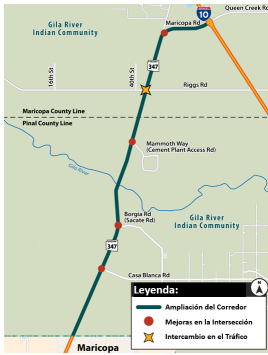 Gila River
Indian Community
Queen Creek Rd
Maricopa Rd
INTERSTATE
10
16th St
40th St
347
Riggs Rd
Maricopa County Line
Pinal County Line
Mammoth Way
(Cement Plant Access Rd)
Gila River
Borgia Rd
(Sacate Rd)
Gila River
Indian Community
347
Casa Blanca Rd
Leyenda:
N
Ampliación del Corredor
Mejoras en la Intersección
Intercambio en el Tráfico
Maricopa